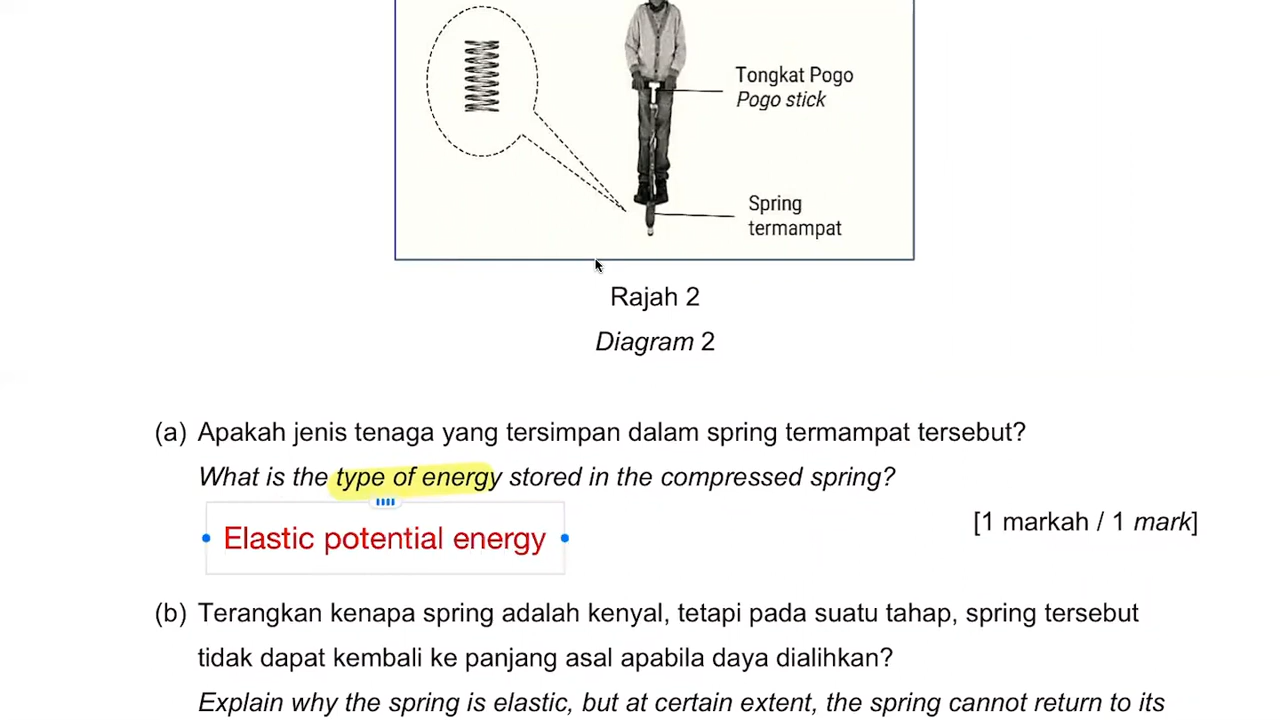 Tongkat Pogo
Pogo stick
Spring
termampat
Rajah 2
Diagram 2
(a) Apakah jenis tenaga yang tersimpan dalam spring termampat tersebut?
What is the type of energy stored in the compressed spring?
[1 markah / 1 mark]
Elastic potential energy
(b) Terangkan kenapa spring adalah kenyal, tetapi pada suatu tahap, spring tersebut
tidak dapat kembali ke panjang asal apabila daya dialihkan?
Explain why the spring is elastic, but at certain extent, the spring cannot return to its